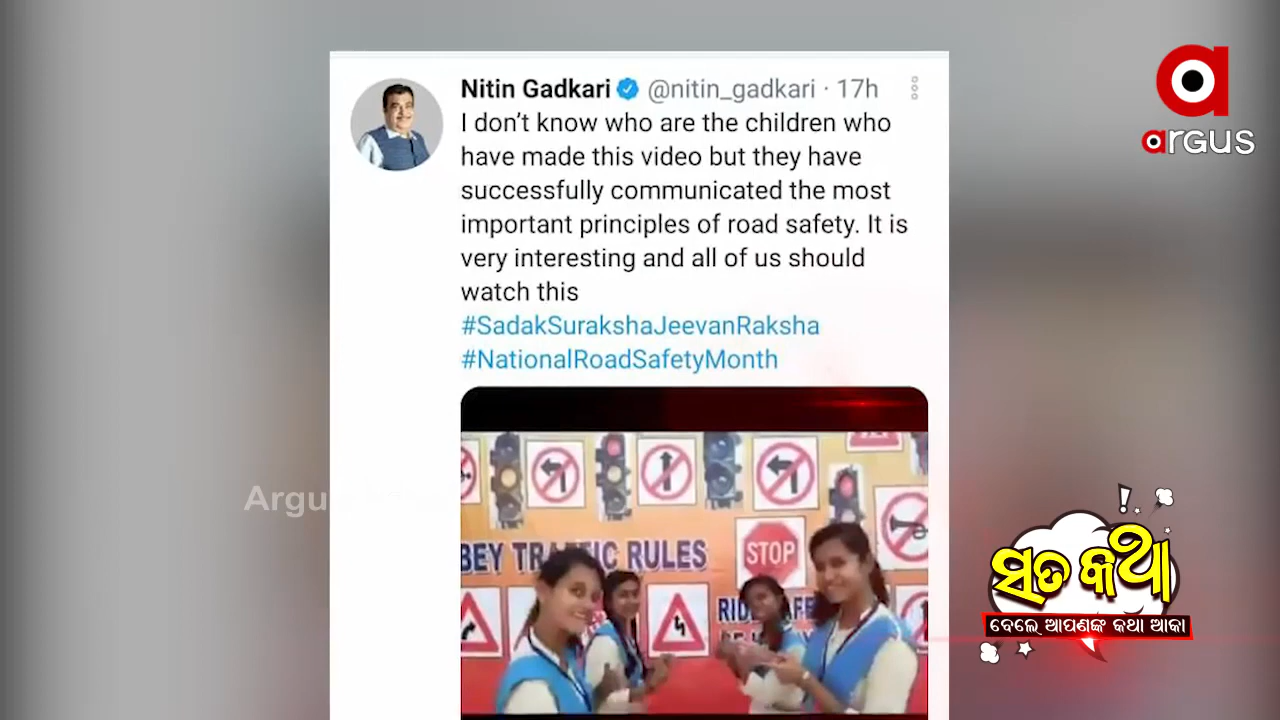 Nitin Gadkari @nitin_gadkari · 17h
I don’t know who are the children who
have made this video but they have
successfully communicated the most
important principles of road safety. It is
very interesting and all of us should
watch this
#SadakSurakshaJeevanRaksha
#NationalRoadSafetyMonth
argus
Argu
BEY TRAFFIC RULES
STOP
ସତ କଥା
ବେଲେ ଆପଣଙ୍କ କଥା ଆକା